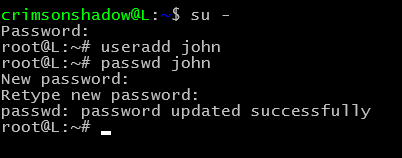 crimsonshadow@L:~$ su -
Password:
root@L:~# useradd john
root@L:~# passwd john
New password:
Retype new password:
passwd: password updated successfully
root@L:~#